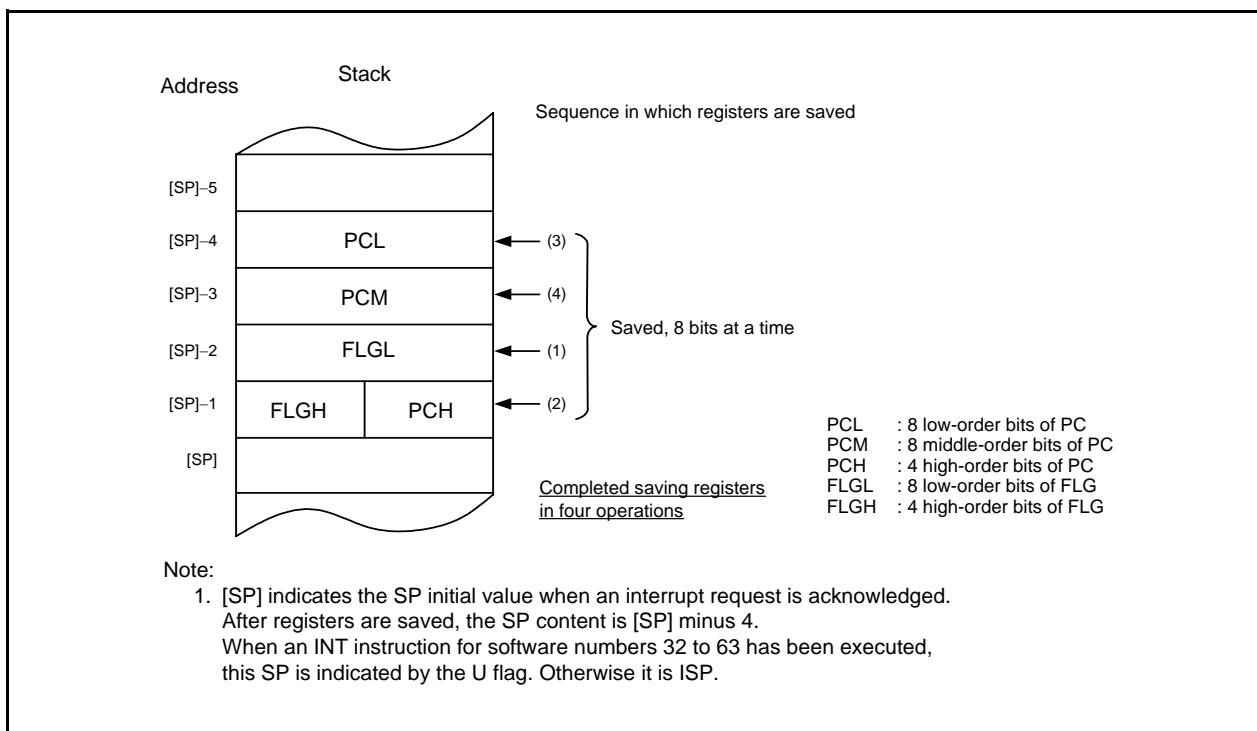 Address
Stack
Sequence in which registers are saved
[SP]−5
[SP]−4 PCL (3)
[SP]−3 PCM (4)
Saved, 8 bits at a time
[SP]−2 FLGL (1)
[SP]−1 FLGH PCH (2)
[SP]
Completed saving registers
in four operations
PCL : 8 low-order bits of PC
PCM : 8 middle-order bits of PC
PCH : 4 high-order bits of PC
FLGL : 8 low-order bits of FLG
FLGH : 4 high-order bits of FLG
Note:
1. [SP] indicates the SP initial value when an interrupt request is acknowledged.
After registers are saved, the SP content is [SP] minus 4.
When an INT instruction for software numbers 32 to 63 has been executed,
this SP is indicated by the U flag. Otherwise it is ISP.